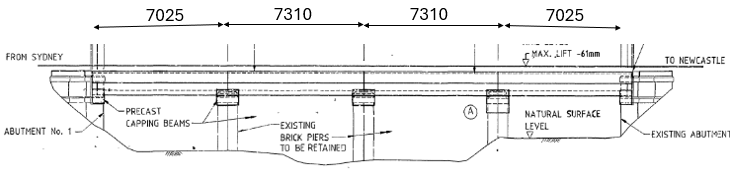 7025 7310 7310 7025
FROM SYDNEY
MAX. LIFT -61mm
TO NEWCASTLE
PRECAST
CAPPING BEAMS
A
NATURAL SURFACE
LEVEL
ABUTMENT No. 1
EXISTING
BRICK PIERS
TO BE RETAINED
EXISTING ABUTMENT